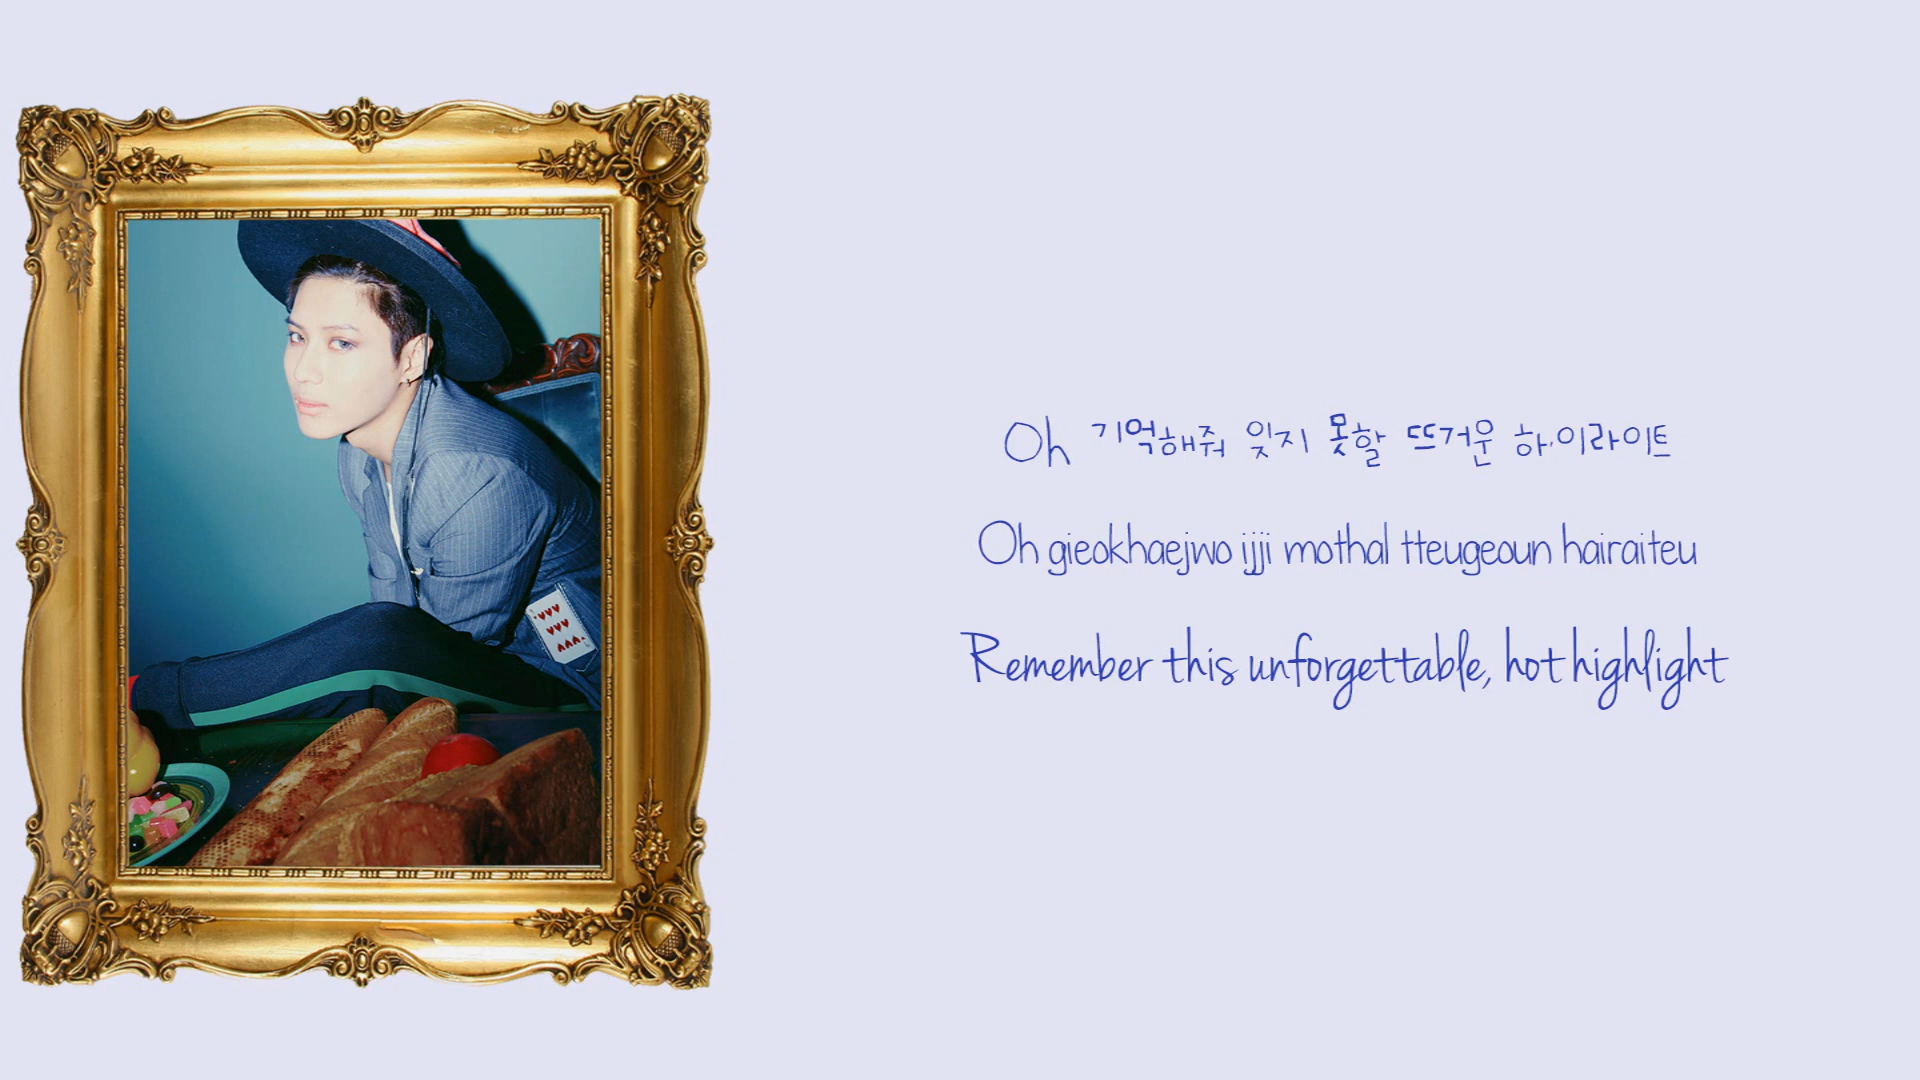 Oh 기억해줘 잊지 못할 뜨거운 하이라이트
Oh gieokhaejwo ijji mothal tteugeoun hairaiteu
Remember this unforgettable, hot highlight